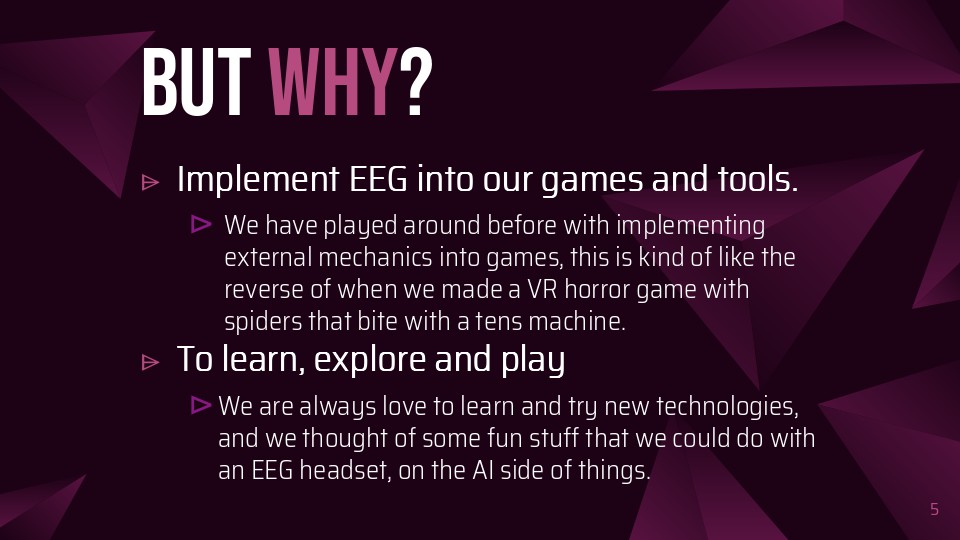 BUT WHY?
Implement EEG into our games and tools.
We have played around before with implementing
external mechanics into games, this is kind of like the
reverse of when we made a VR horror game with
spiders that bite with a tens machine.
To learn, explore and play
We are always love to learn and try new technologies,
and we thought of some fun stuff that we could do with
an EEG headset, on the AI side of things.
5